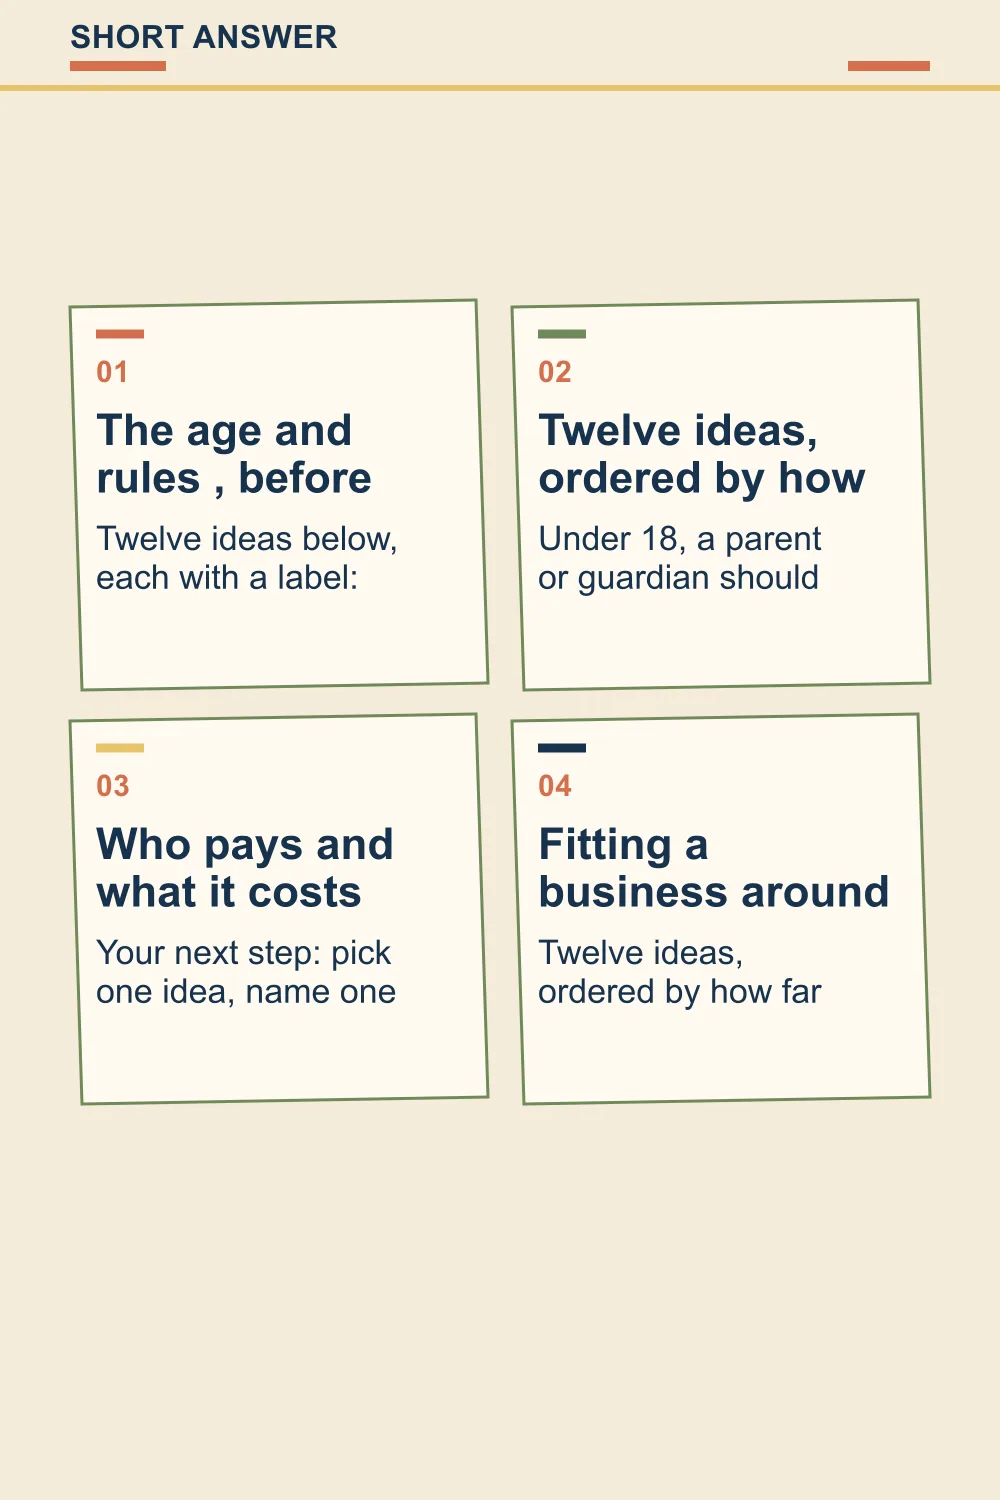 SHORT ANSWER
01
The age and
rules , before
Twelve ideas below,
each with a label:
02
Twelve ideas,
ordered by how
Under 18, a parent
or guardian should
03
Who pays and
what it costs
Your next step: pick
one idea, name one
04
Fitting a
business around
Twelve ideas,
ordered by how far